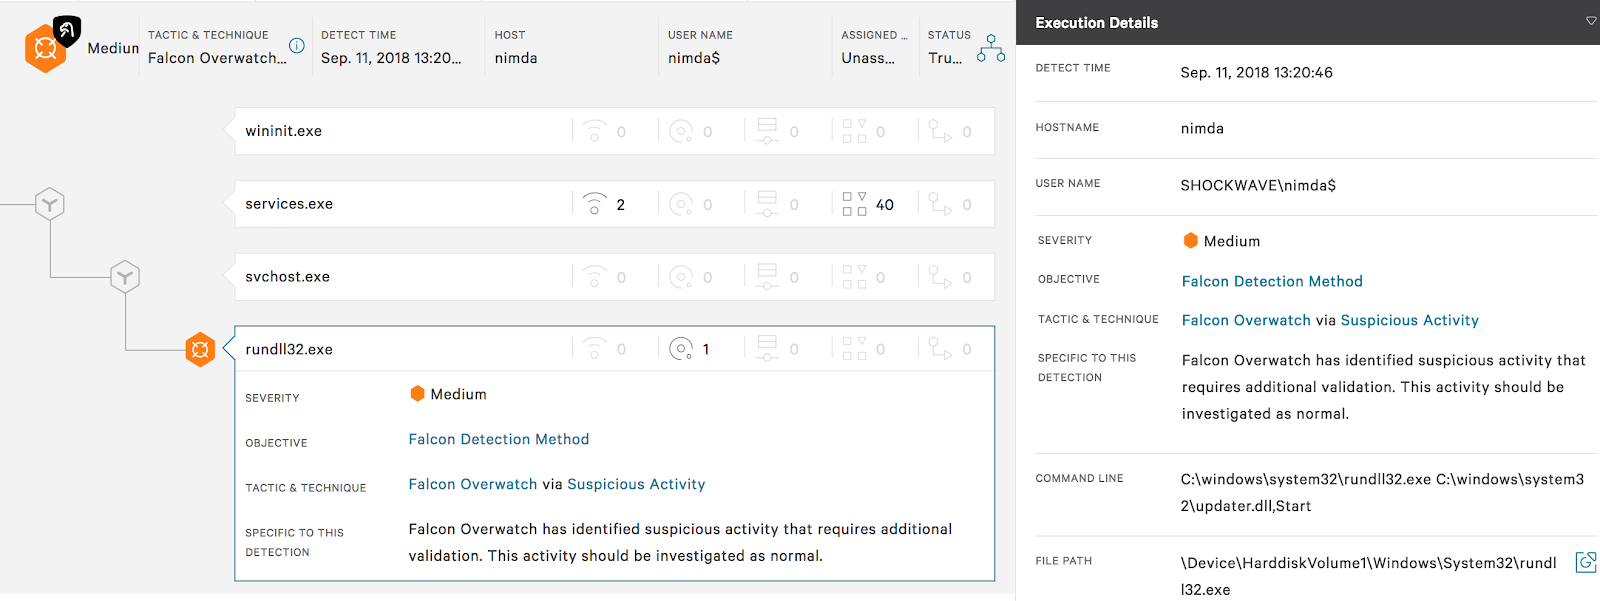 Medium
TACTIC & TECHNIQUE
Falcon Overwatch...
DETECT TIME
Sep. 11, 2018 13:20...
HOST
nimda
USER NAME
nimda$
ASSIGNED ...
Unass...
STATUS
Tru...
wininit.exe 0 0 0 0 0
services.exe 2 0 0 40 0
svchost.exe 0 0 0 0 0
rundll32.exe 0 1 0 0 0
SEVERITY Medium
OBJECTIVE Falcon Detection Method
TACTIC & TECHNIQUE Falcon Overwatch via Suspicious Activity
SPECIFIC TO THIS
DETECTION
Falcon Overwatch has identified suspicious activity that requires additional
validation. This activity should be investigated as normal.
Execution Details
DETECT TIME Sep. 11, 2018 13:20:46
HOSTNAME nimda
USER NAME SHOCKWAVE\nimda$
SEVERITY Medium
OBJECTIVE Falcon Detection Method
TACTIC & TECHNIQUE Falcon Overwatch via Suspicious Activity
SPECIFIC TO THIS
DETECTION
Falcon Overwatch has identified suspicious activity that
requires additional validation. This activity should be
investigated as normal.
COMMAND LINE C:\windows\system32\rundll32.exe C:\windows\system3
2\updater.dll,Start
FILE PATH \Device\HarddiskVolume1\Windows\System32\rundl
l32.exe